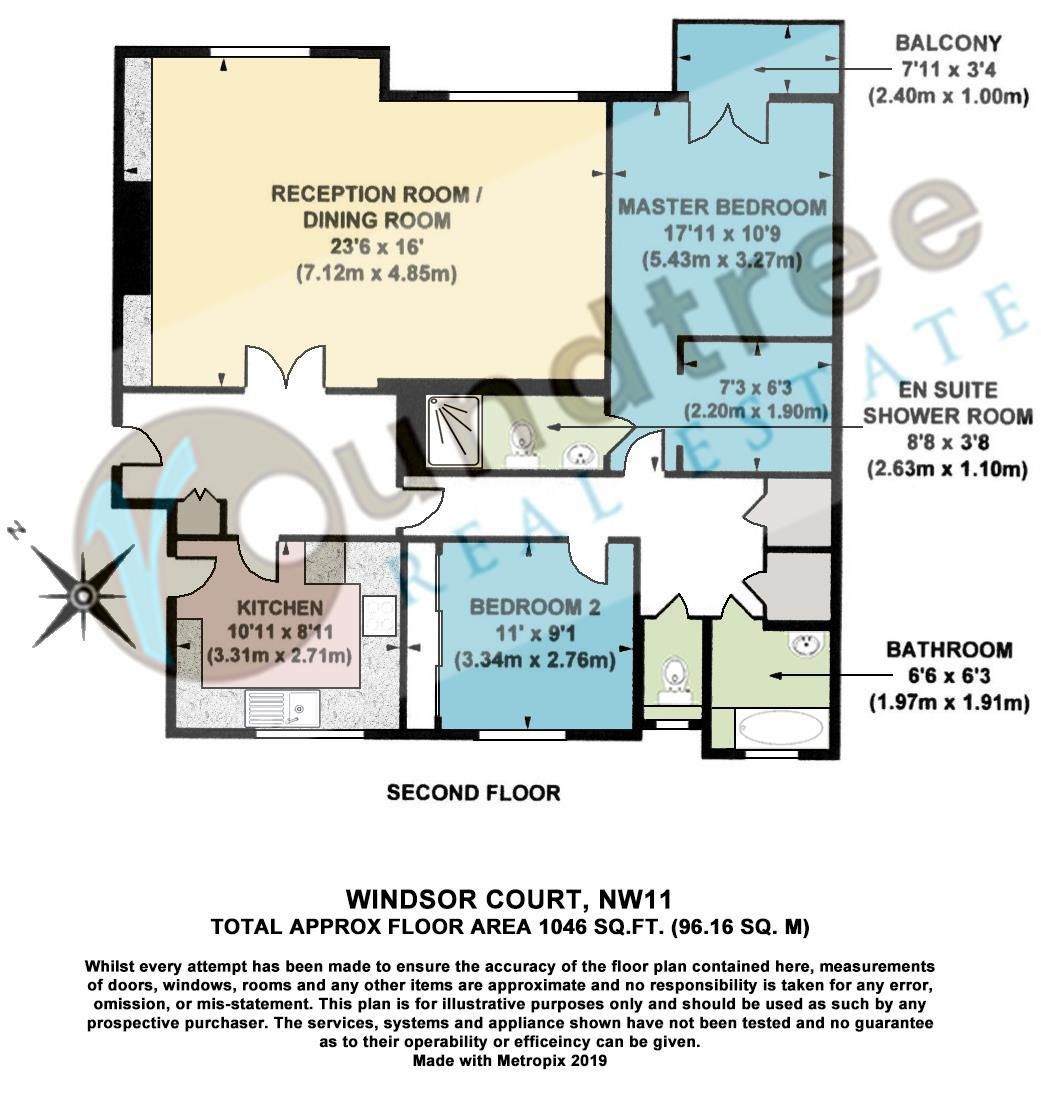 BALCONY
7'11 x 3'4
(2.40m x 1.00m)
RECEPTION ROOM /
DINING ROOM
23'6 x 16'
(7.12m x 4.85m)
MASTER BEDROOM
17'11 x 10'9
(5.43m x 3.27m)
7'3 x 6'3
(2.20m x 1.90m)
EN SUITE
SHOWER ROOM
8'8 x 3'8
(2.63m x 1.10m)
roundtree
REAL ESTATE
N
KITCHEN
10'11 x 8'11
(3.31m x 2.71m)
BEDROOM 2
11' x 9'1
(3.34m x 2.76m)
BATHROOM
6'6 x 6'3
(1.97m x 1.91m)
SECOND FLOOR
WINDSOR COURT, NW11
TOTAL APPROX FLOOR AREA 1046 SQ.FT. (96.16 SQ. M)
Whilst every attempt has been made to ensure the accuracy of the floor plan contained here, measurements
of doors, windows, rooms and any other items are approximate and no responsibility is taken for any error,
omission, or mis-statement. This plan is for illustrative purposes only and should be used as such by any
prospective purchaser. The services, systems and appliance shown have not been tested and no guarantee
as to their operability or efficeincy can be given.
Made with Metropix 2019